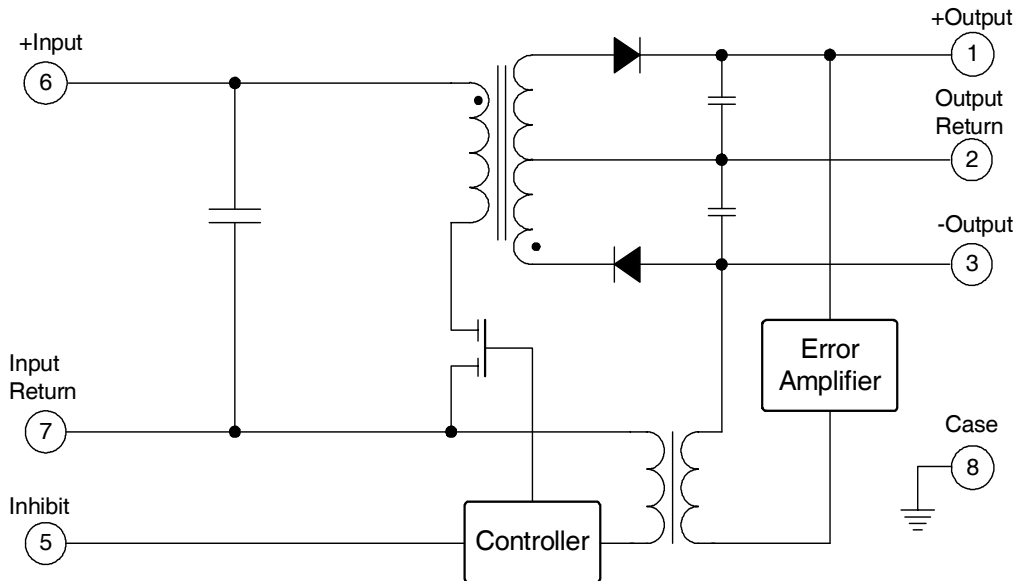 +Input
6
+Output
1
Output
Return
2
-Output
3
Error
Amplifier
Input
Return
7
Case
8
Inhibit
5
Controller